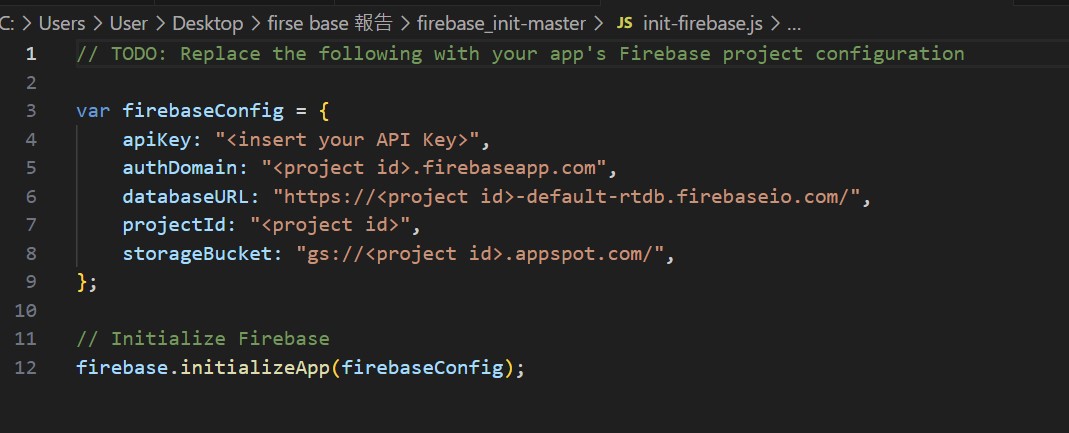 C: > Users > User > Desktop > firse base 報告 > firebase_init-master > JS init-firebase.js > ...
1 // TODO: Replace the following with your app's Firebase project configuration
2
3 var firebaseConfig = {
4 apiKey: "<insert your API Key>",
5 authDomain: "<project id>.firebaseapp.com",
6 databaseURL: "https://<project id>-default-rtdb.firebaseio.com/",
7 projectId: "<project id>",
8 storageBucket: "gs://<project id>.appspot.com/",
9 };
10
11 // Initialize Firebase
12 firebase.initializeApp(firebaseConfig);